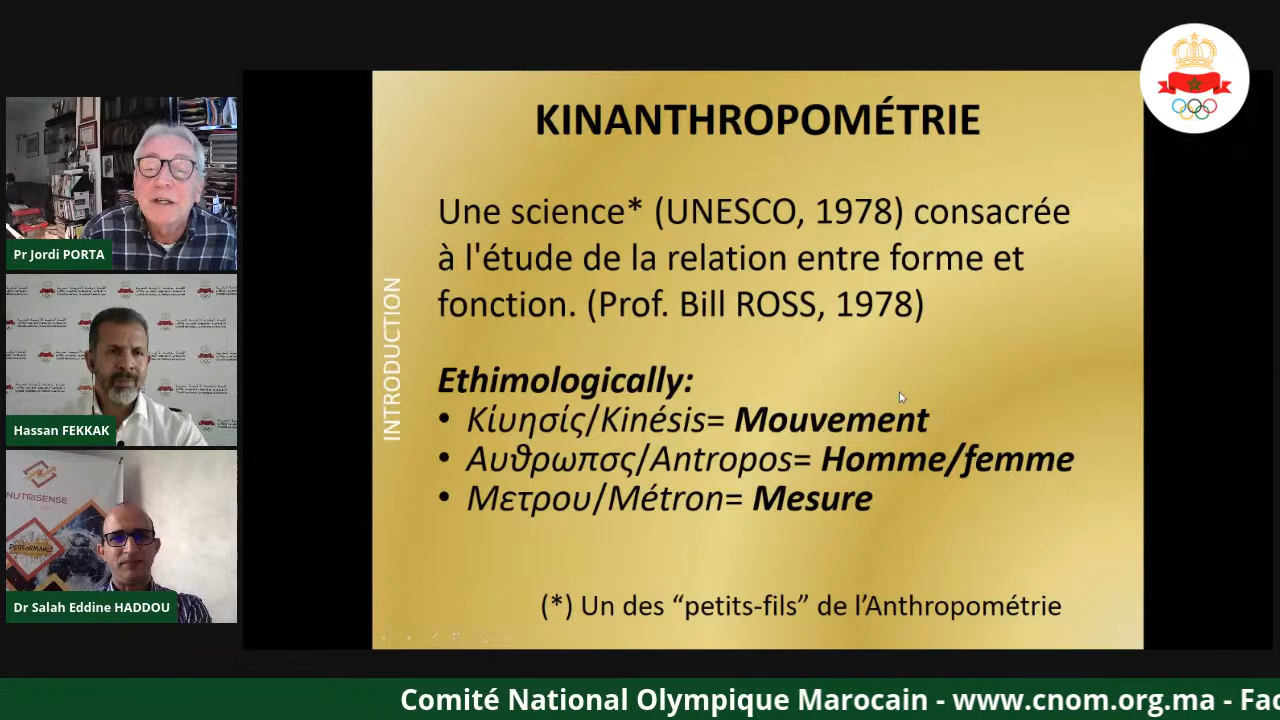 KINANTHROPOMÉTRIE
Une science* (UNESCO, 1978) consacrée
à l'étude de la relation entre forme et
fonction. (Prof. Bill ROSS, 1978)
INTRODUCTION
Ethimologically:
• Κίυησίς/Kinésis= Mouvement
• Αυθρωπσς/Antropos= Homme/femme
• Μετρου/Métron= Mesure
(*) Un des “petits-fils” de l’Anthropométrie
Pr Jordi PORTA
Hassan FEKKAK
NUTRISENSE
PERFORMANCE
Dr Salah Eddine HADDOU
Comité National Olympique Marocain - www.cnom.org.ma - Fac